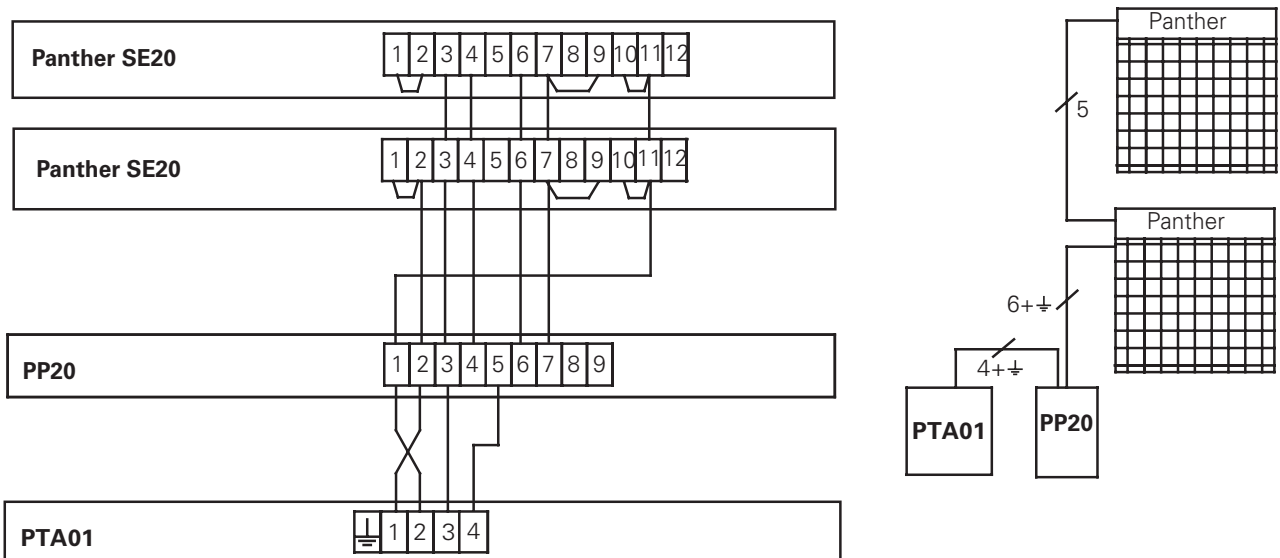 Panther SE20 1 2 3 4 5 6 7 8 9 10 11 12
Panther SE20 1 2 3 4 5 6 7 8 9 10 11 12
PP20 1 2 3 4 5 6 7 8 9
PTA01 1 2 3 4
Panther
5
Panther
6+
4+
PTA01
PP20